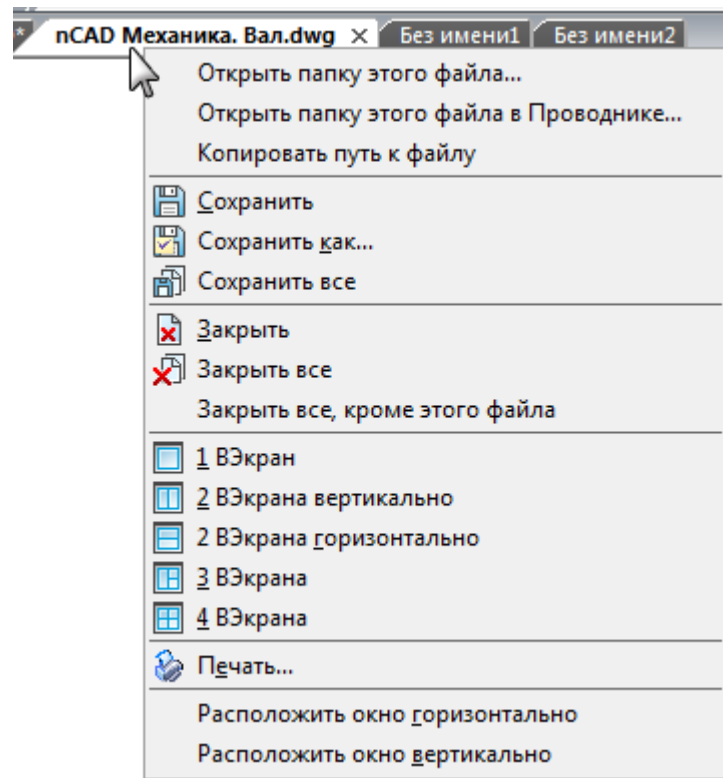 * nCAD Механика. Вал.dwg × Без имени1 Без имени2
Открыть папку этого файла...
Открыть папку этого файла в Проводнике...
Копировать путь к файлу
Сохранить
Сохранить как...
Сохранить все
Закрыть
Закрыть все
Закрыть все, кроме этого файла
1 ВЭкран
2 ВЭкрана вертикально
2 ВЭкрана горизонтально
3 ВЭкрана
4 ВЭкрана
Печать...
Расположить окно горизонтально
Расположить окно вертикально